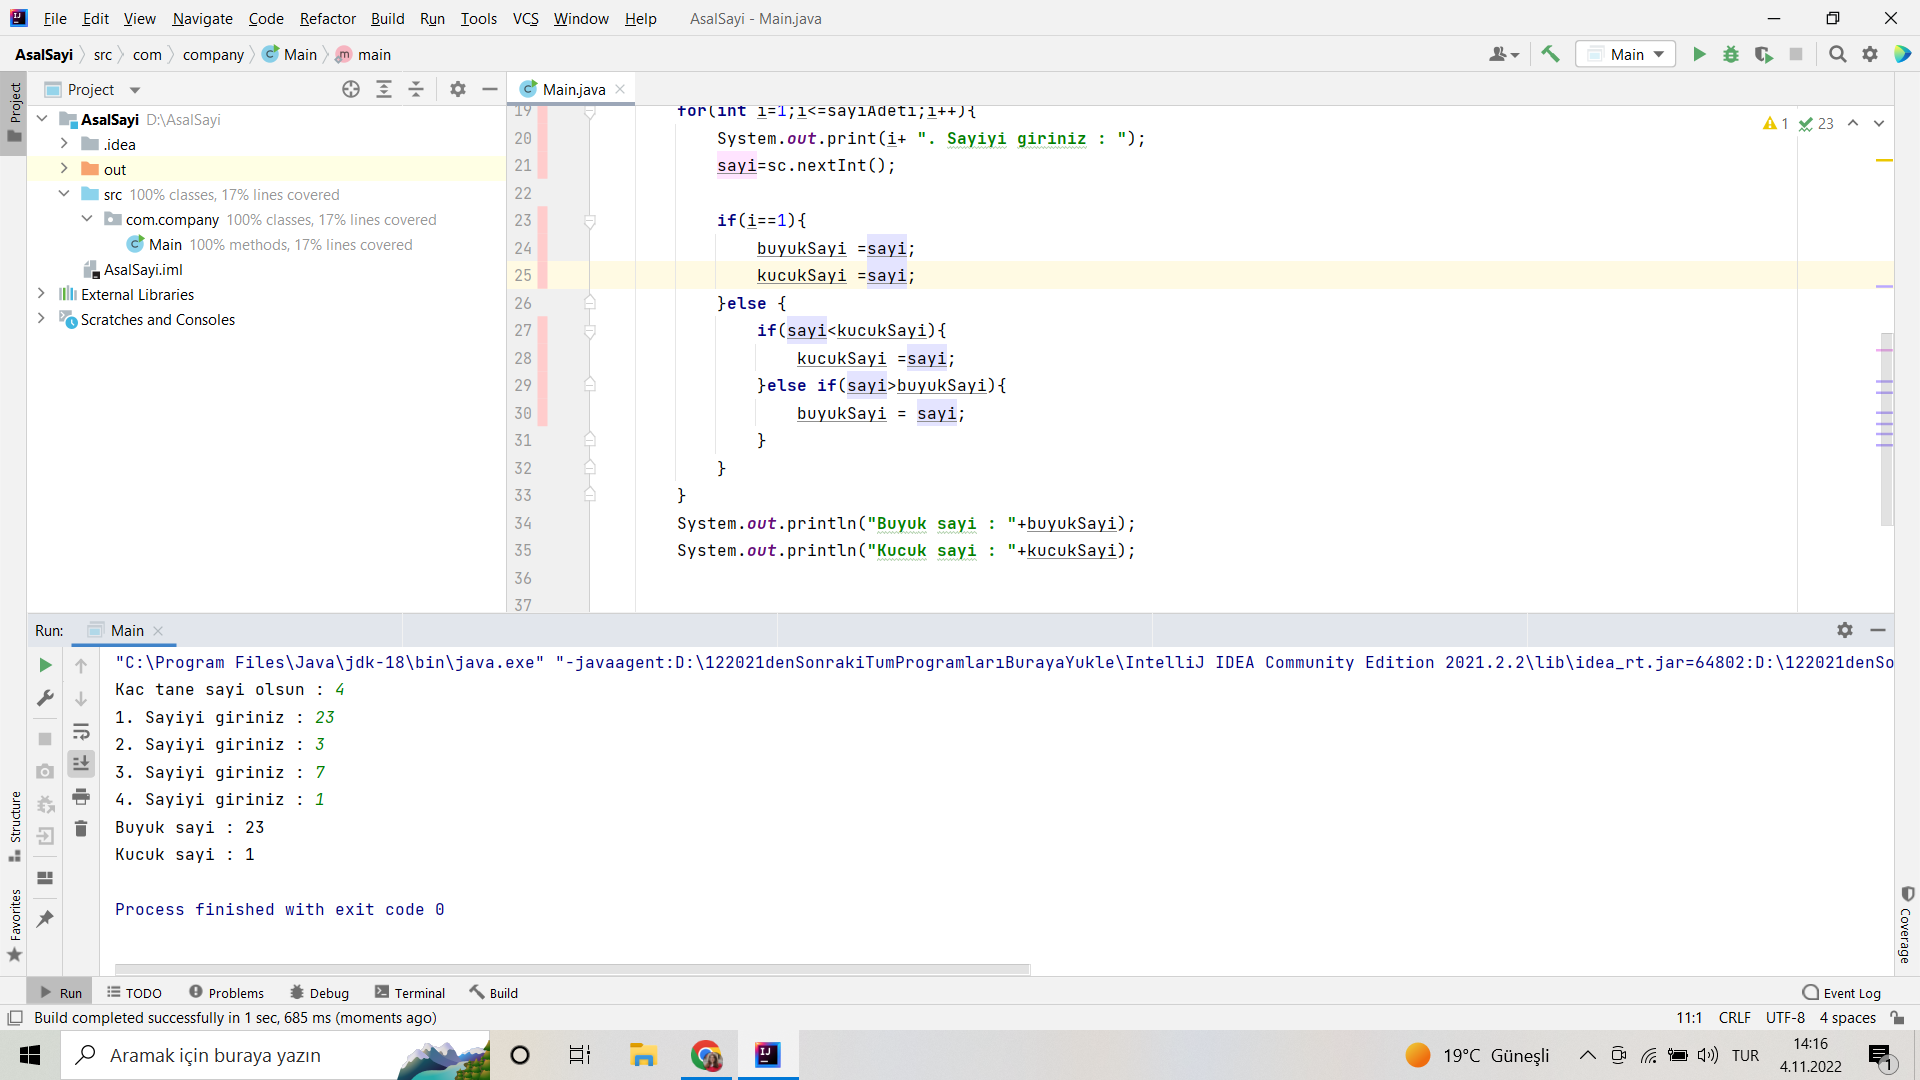 File Edit View Navigate Code Refactor Build Run Tools VCS Window Help AsalSayi - Main.java
AsalSayi src com company Main main
Main
Project
Project
Main.java
AsalSayi D:\AsalSayi
.idea
out
src 100% classes, 17% lines covered
com.company 100% classes, 17% lines covered
Main 100% methods, 17% lines covered
AsalSayi.iml
External Libraries
Scratches and Consoles
1 23
19 for(int i=1;i<=sayiAdeti;i++){
20 System.out.print(i+ ". Sayiyi giriniz : ");
21 sayi=sc.nextInt();
22
23 if(i==1){
24 buyukSayi =sayi;
25 kucukSayi =sayi;
26 }else {
27 if(sayi<kucukSayi){
28 kucukSayi =sayi;
29 }else if(sayi>buyukSayi){
30 buyukSayi = sayi;
31 }
32 }
33 }
34 System.out.println("Buyuk sayi : "+buyukSayi);
35 System.out.println("Kucuk sayi : "+kucukSayi);
36
37
Run: Main
"C:\Program Files\Java\jdk-18\bin\java.exe" "-javaagent:D:\122021denSonrakiTumProgramlarıBurayaYukle\IntelliJ IDEA Community Edition 2021.2.2\lib\idea_rt.jar=64802:D:\122021denSo
Kac tane sayi olsun : 4
1. Sayiyi giriniz : 23
2. Sayiyi giriniz : 3
3. Sayiyi giriniz : 7
4. Sayiyi giriniz : 1
Buyuk sayi : 23
Kucuk sayi : 1
Process finished with exit code 0
Structure
Favorites
Coverage
Run TODO Problems Debug Terminal Build Event Log
Build completed successfully in 1 sec, 685 ms (moments ago) 11:1 CRLF UTF-8 4 spaces
Aramak için buraya yazın
19°C Güneşli TUR 14:16
4.11.2022
1